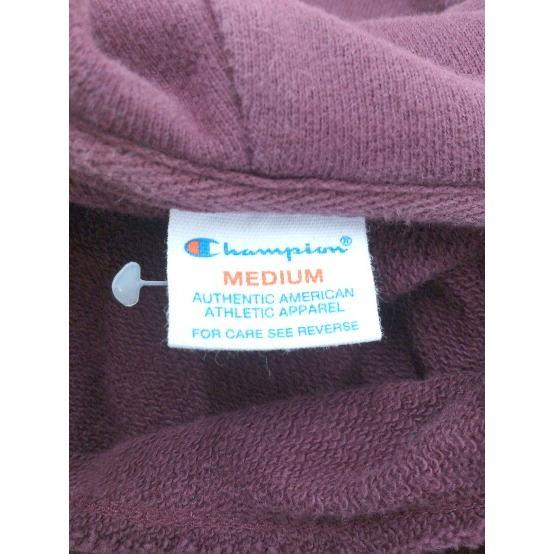 Champion®
MEDIUM
AUTHENTIC AMERICAN
ATHLETIC APPAREL
FOR CARE SEE REVERSE